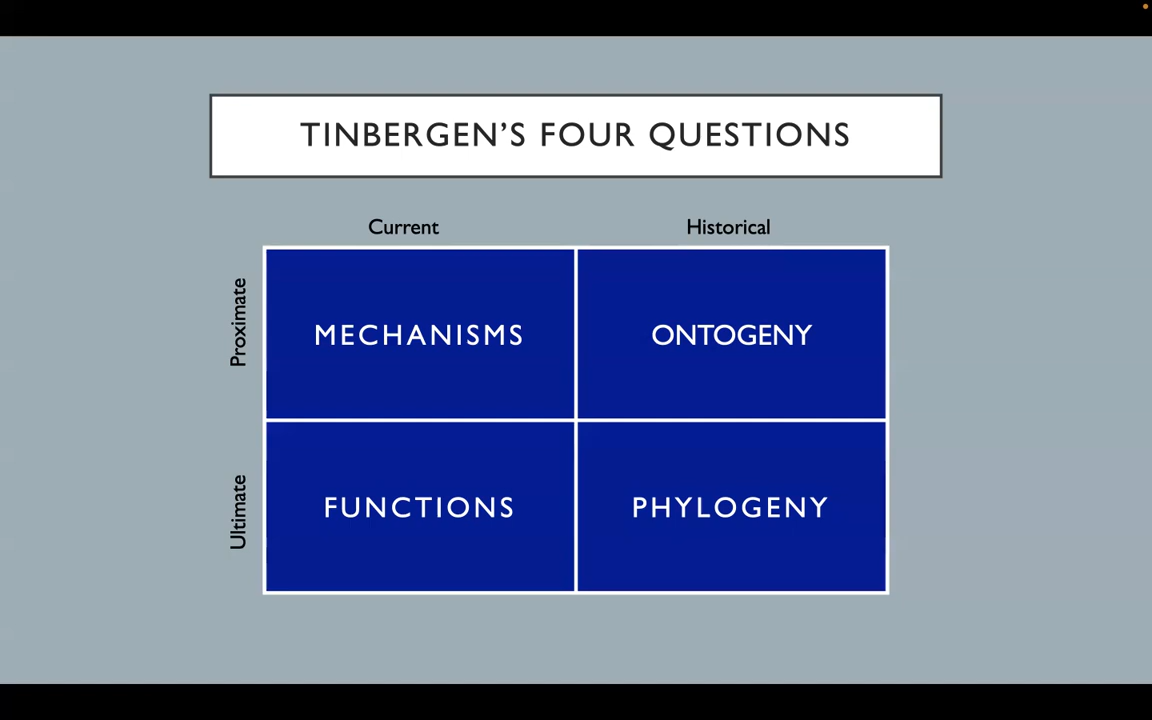 TINBERGEN'S FOUR QUESTIONS
Current Historical
Proximate
MECHANISMS ONTOGENY
Ultimate
FUNCTIONS PHYLOGENY